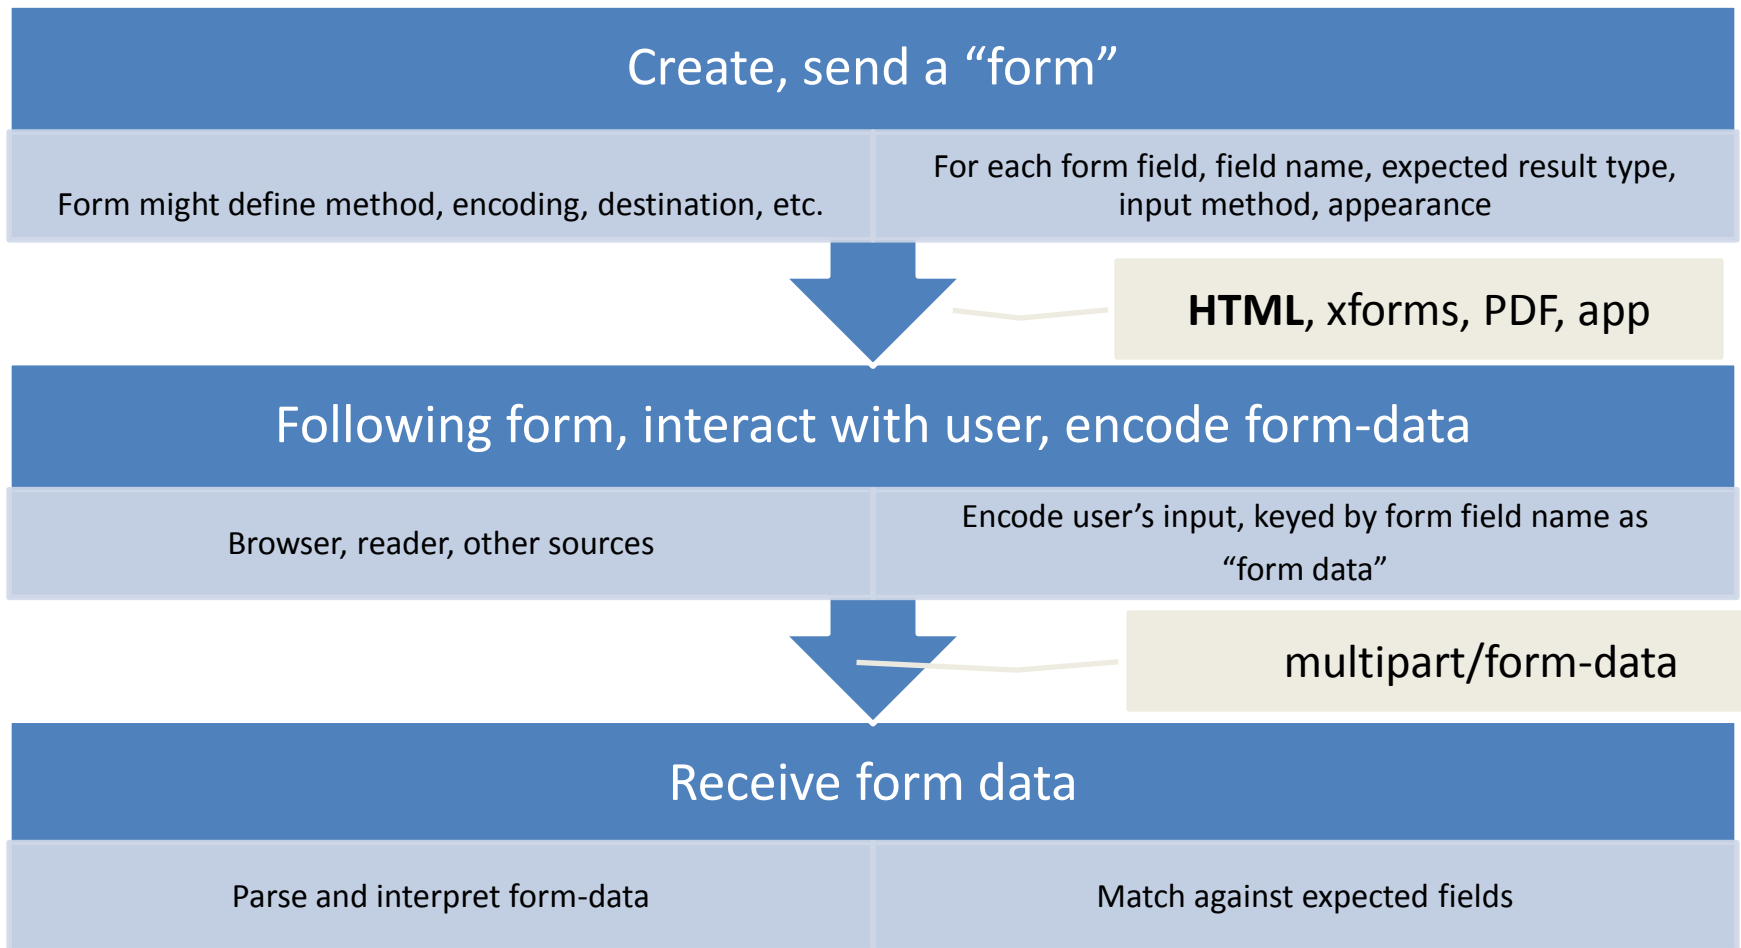 Create, send a “form”
Form might define method, encoding, destination, etc.
For each form field, field name, expected result type,
input method, appearance
HTML, xforms, PDF, app
Following form, interact with user, encode form-data
Browser, reader, other sources
Encode user’s input, keyed by form field name as
“form data”
multipart/form-data
Receive form data
Parse and interpret form-data
Match against expected fields